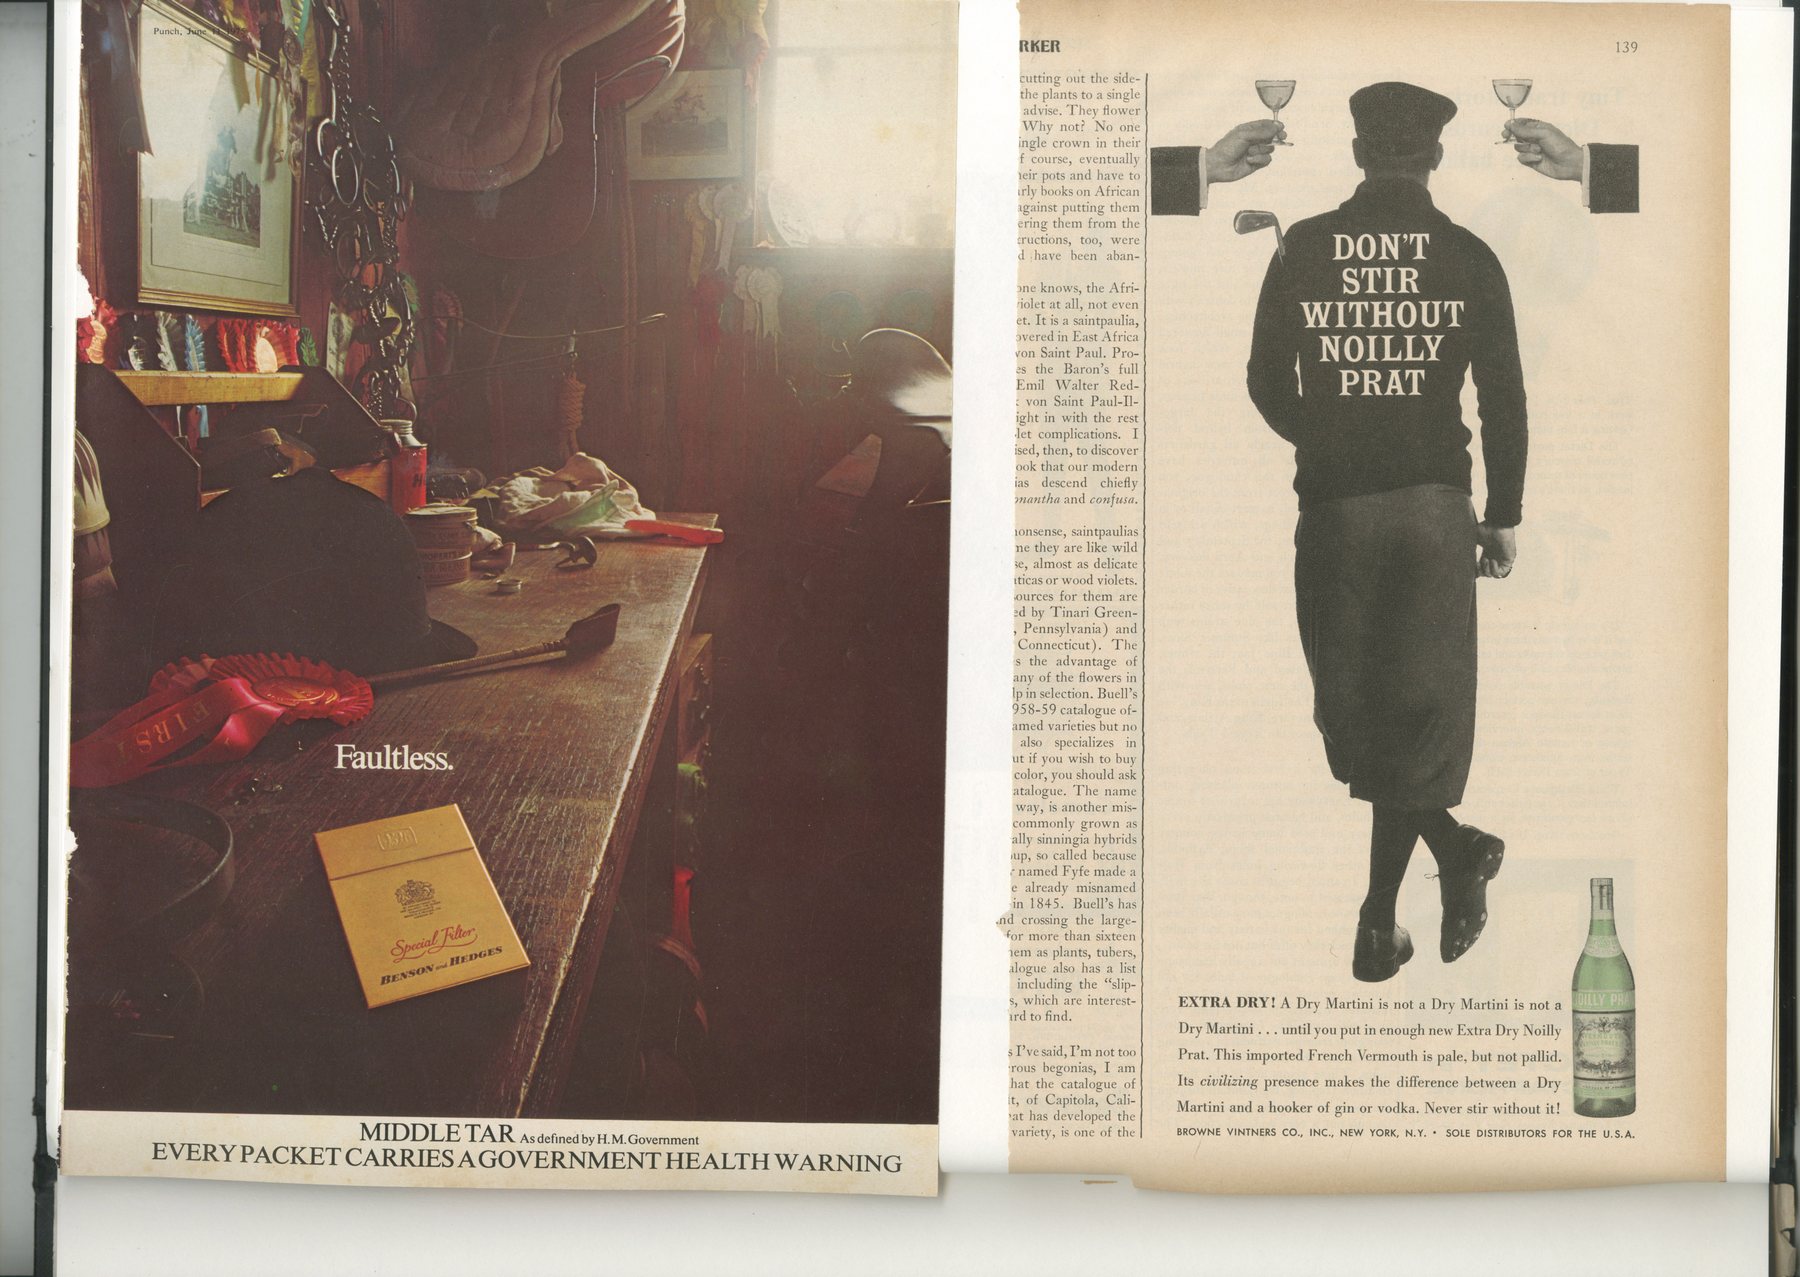 Punch, June 11 1975
FIRS
Faultless.
Special Filter
BENSON and HEDGES
MIDDLE TAR As defined by H.M.Government
EVERY PACKET CARRIES A GOVERNMENT HEALTH WARNING
RKER
139
cutting out the side-
the plants to a single
advise. They flower
Why not? No one
ingle crown in their
f course, eventually
heir pots and have to
arly books on African
against putting them
ering them from the
tructions, too, were
d have been aban-
one knows, the Afri-
violet at all, not even
et. It is a saintpaulia,
overed in East Africa
von Saint Paul. Pro-
es the Baron's full
Emil Walter Red-
von Saint Paul-Il-
ight in with the rest
let complications. I
ised, then, to discover
ook that our modern
ias descend chiefly
onantha and confusa.
nonsense, saintpaulias
me they are like wild
se, almost as delicate
aticas or wood violets.
ources for them are
ed by Tinari Green-
, Pennsylvania) and
Connecticut). The
s the advantage of
any of the flowers in
lp in selection. Buell's
958-59 catalogue of-
amed varieties but no
also specializes in
ut if you wish to buy
color, you should ask
atalogue. The name
way, is another mis-
commonly grown as
ally sinningia hybrids
up, so called because
named Fyfe made a
e already misnamed
in 1845. Buell's has
nd crossing the large-
for more than sixteen
hem as plants, tubers,
alogue also has a list
including the "slip-
s, which are interest-
ard to find.
s I've said, I'm not too
rous begonias, I am
hat the catalogue of
it, of Capitola, Cali-
at has developed the
variety, is one of the
DON'T
STIR
WITHOUT
NOILLY
PRAT
EXTRA DRY! A Dry Martini is not a Dry Martini is not a
Dry Martini . . . until you put in enough new Extra Dry Noilly
Prat. This imported French Vermouth is pale, but not pallid.
Its civilizing presence makes the difference between a Dry
Martini and a hooker of gin or vodka. Never stir without it!
NOILLY PRA
BROWNE VINTNERS CO., INC., NEW YORK, N.Y. • SOLE DISTRIBUTORS FOR THE U.S.A.